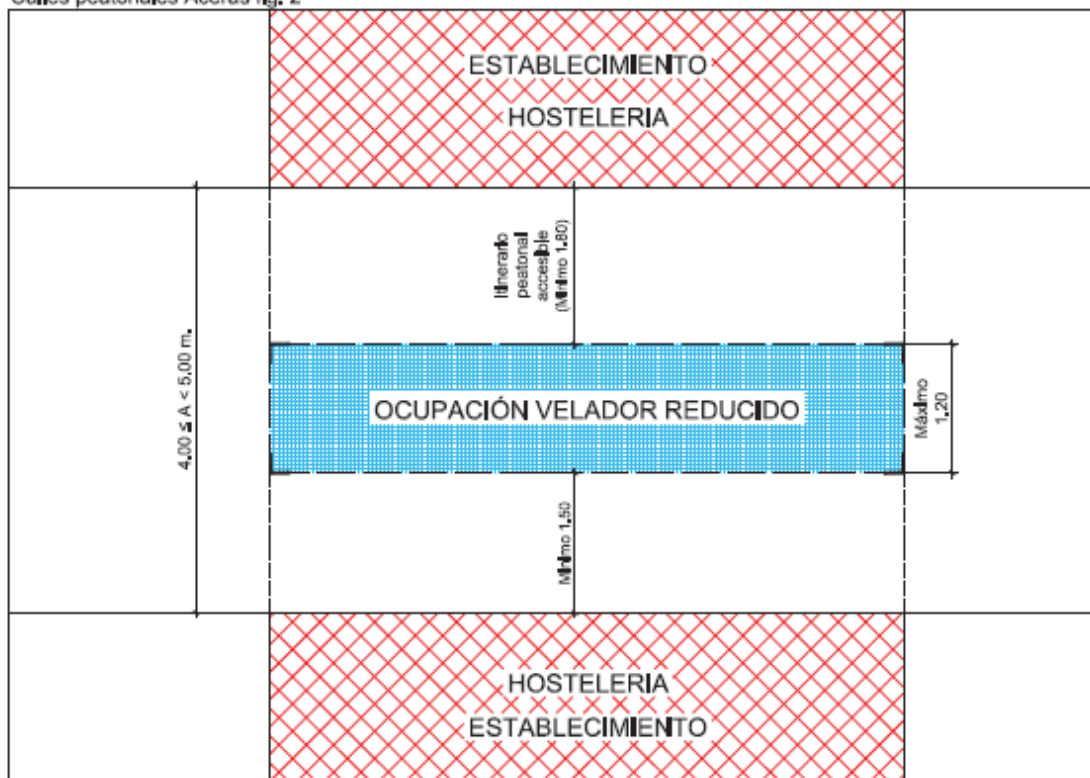 Calles peatonales Aceras fig. 2
ESTABLECIMIENTO
HOSTELERIA
Itinerario
peatonal
accesible
(Mínimo 1.80)
4.00 ≤ A < 5.00 m.
OCUPACIÓN VELADOR REDUCIDO
Máximo
1.20
Mínimo 1.50
HOSTELERIA
ESTABLECIMIENTO